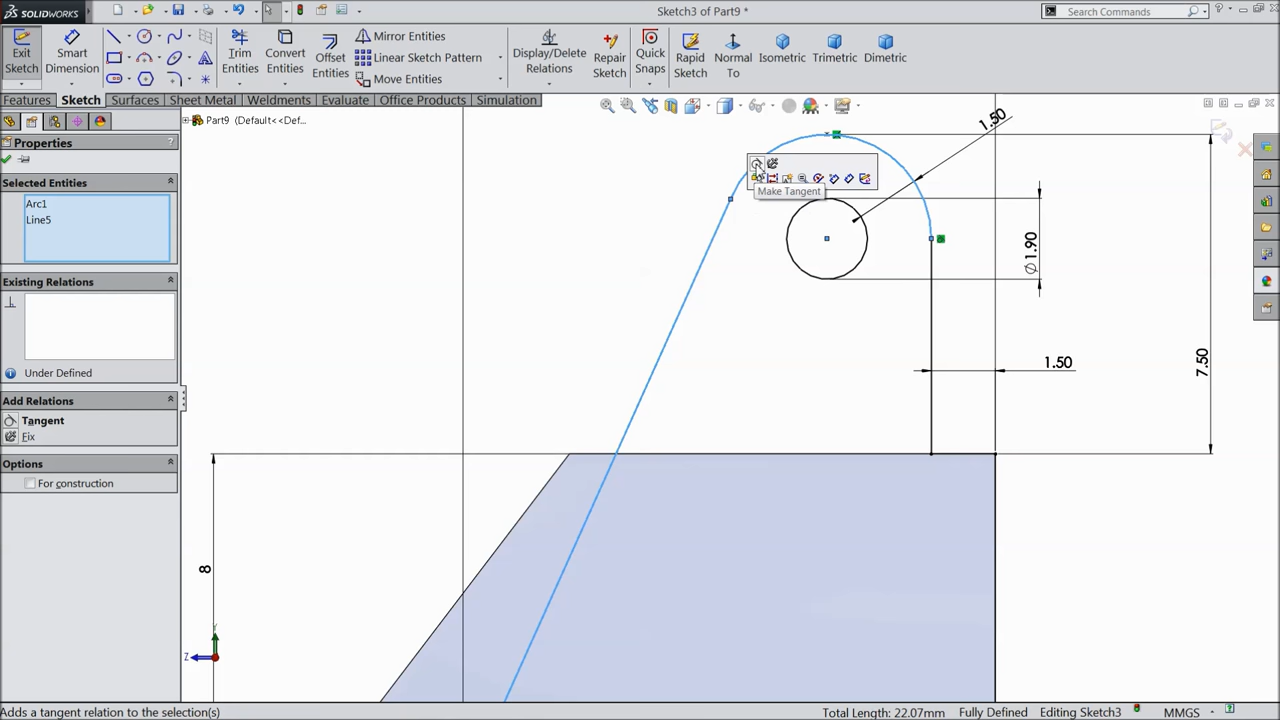 SOLIDWORKS
Sketch3 of Part9 *
Search Commands
Exit Sketch
Smart Dimension
Trim Entities
Convert Entities
Offset Entities
Mirror Entities
Linear Sketch Pattern
Move Entities
Display/Delete Relations
Repair Sketch
Quick Snaps
Rapid Sketch
Normal To
Isometric
Trimetric
Dimetric
Features
Sketch
Surfaces
Sheet Metal
Weldments
Evaluate
Office Products
Simulation
Part9 (Default<<Def...
Properties
Selected Entities
Arc1
Line5
Existing Relations
Under Defined
Add Relations
Tangent
Fix
Options
For construction
Make Tangent
1.50
∅1.90
1.50
7.50
8
Y
Z
Adds a tangent relation to the selection(s)
Total Length: 22.07mm
Fully Defined
Editing Sketch3
MMGS